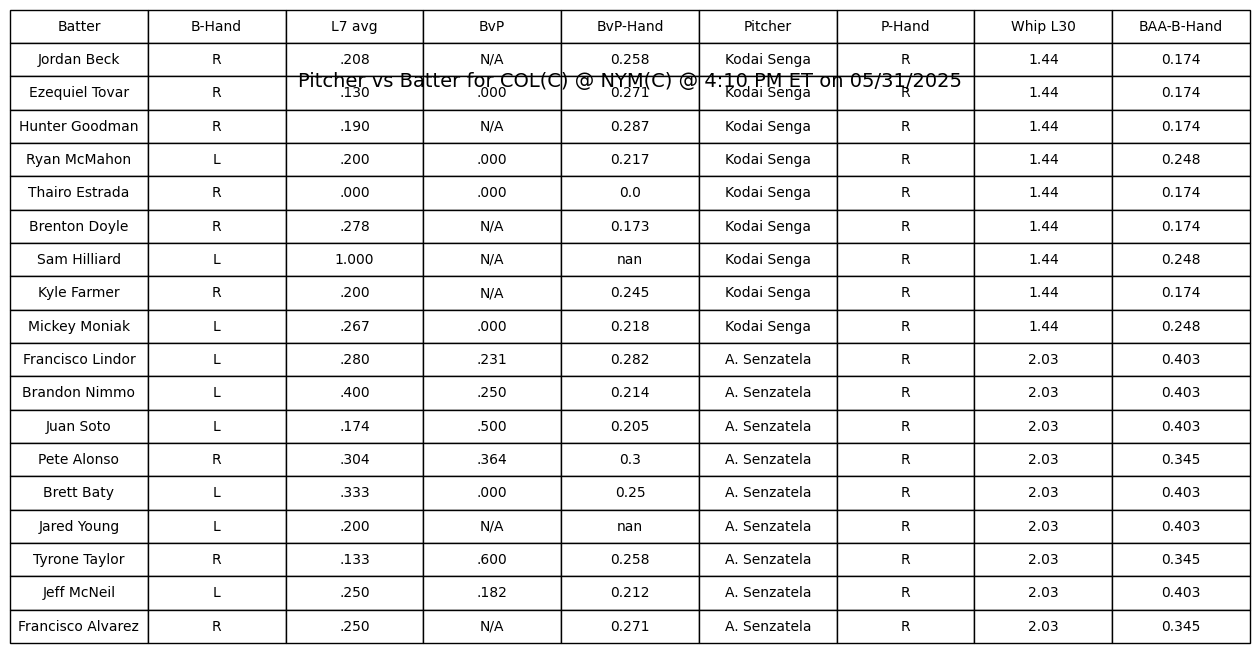 Batter B-Hand L7 avg BvP BvP-Hand Pitcher P-Hand Whip L30 BAA-B-Hand
Jordan Beck R .208 N/A 0.258 Kodai Senga R 1.44 0.174
Pitcher vs Batter for COL(C) @ NYM(C) @ 4:10 PM ET on 05/31/2025
Ezequiel Tovar R .130 .000 0.271 Kodai Senga R 1.44 0.174
Hunter Goodman R .190 N/A 0.287 Kodai Senga R 1.44 0.174
Ryan McMahon L .200 .000 0.217 Kodai Senga R 1.44 0.248
Thairo Estrada R .000 .000 0.0 Kodai Senga R 1.44 0.174
Brenton Doyle R .278 N/A 0.173 Kodai Senga R 1.44 0.174
Sam Hilliard L 1.000 N/A nan Kodai Senga R 1.44 0.248
Kyle Farmer R .200 N/A 0.245 Kodai Senga R 1.44 0.174
Mickey Moniak L .267 .000 0.218 Kodai Senga R 1.44 0.248
Francisco Lindor L .280 .231 0.282 A. Senzatela R 2.03 0.403
Brandon Nimmo L .400 .250 0.214 A. Senzatela R 2.03 0.403
Juan Soto L .174 .500 0.205 A. Senzatela R 2.03 0.403
Pete Alonso R .304 .364 0.3 A. Senzatela R 2.03 0.345
Brett Baty L .333 .000 0.25 A. Senzatela R 2.03 0.403
Jared Young L .200 N/A nan A. Senzatela R 2.03 0.403
Tyrone Taylor R .133 .600 0.258 A. Senzatela R 2.03 0.345
Jeff McNeil L .250 .182 0.212 A. Senzatela R 2.03 0.403
Francisco Alvarez R .250 N/A 0.271 A. Senzatela R 2.03 0.345